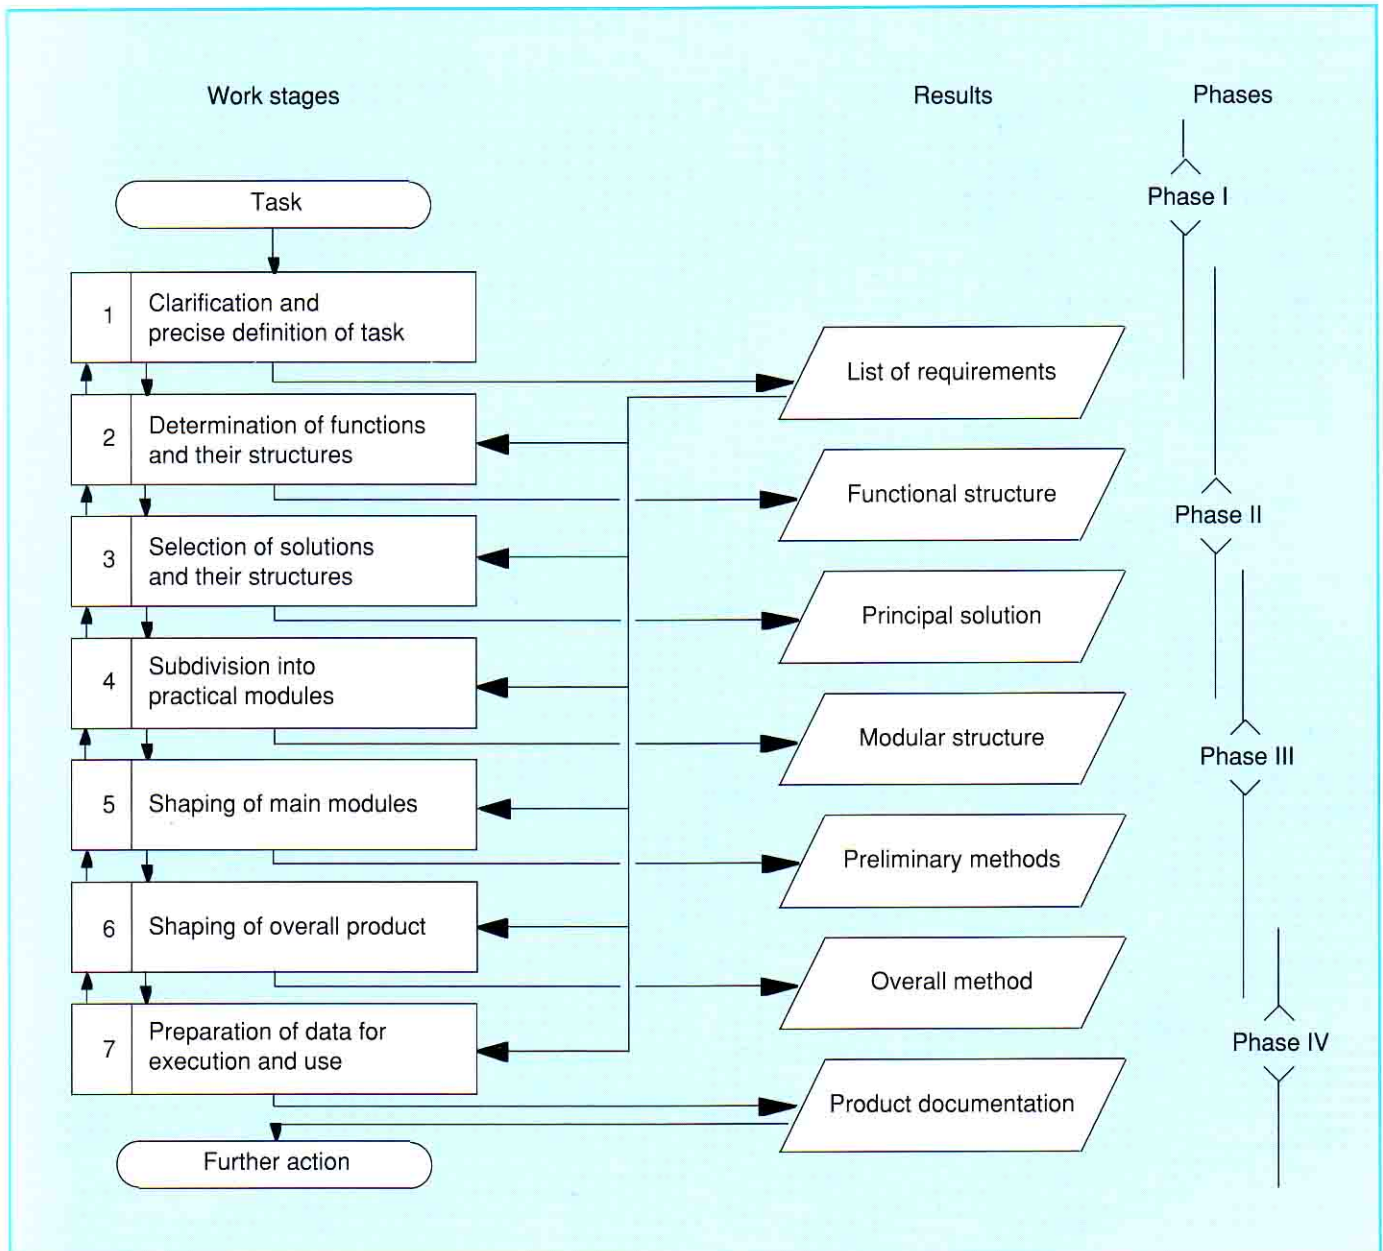 Work stages
Results
Phases
Task
Phase I
1
Clarification and
precise definition of task
List of requirements
2
Determination of functions
and their structures
Functional structure
Phase II
3
Selection of solutions
and their structures
Principal solution
4
Subdivision into
practical modules
Modular structure
Phase III
5
Shaping of main modules
Preliminary methods
6
Shaping of overall product
Overall method
7
Preparation of data for
execution and use
Phase IV
Product documentation
Further action